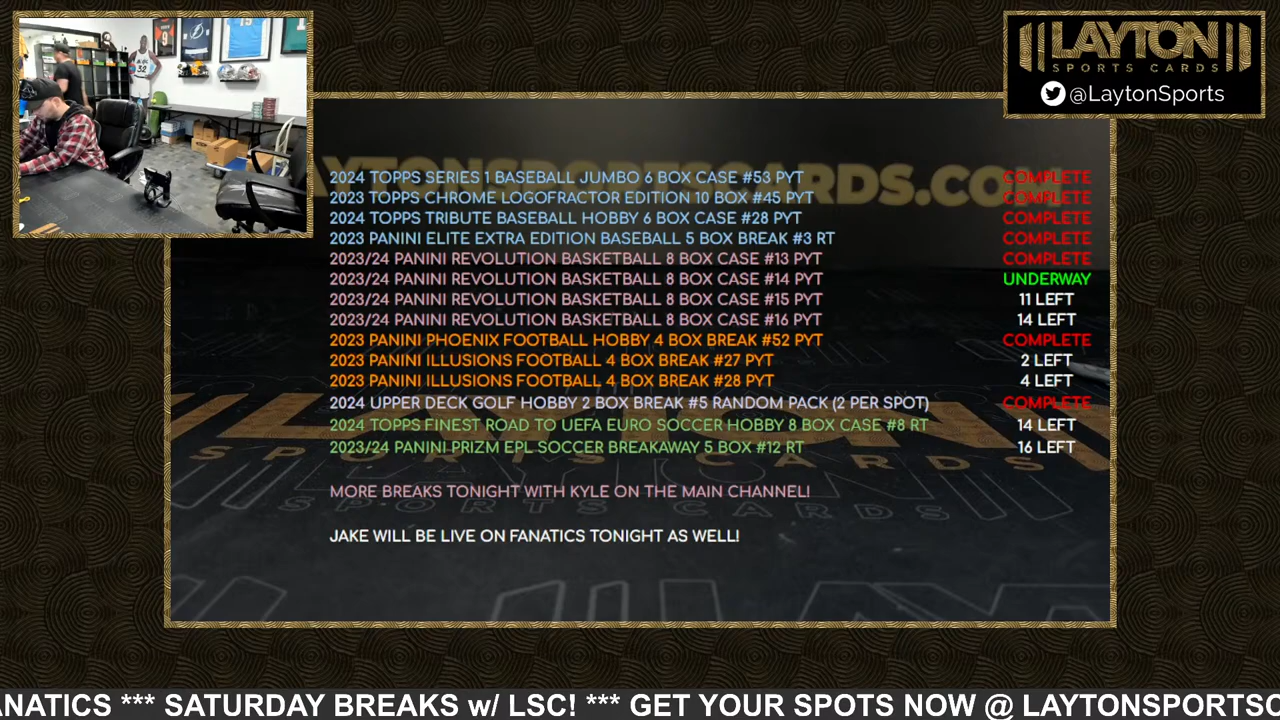 LAYTON
SPORTS CARDS
@LaytonSports
LAYTONSPORTSCARDS.CO
2024 TOPPS SERIES 1 BASEBALL JUMBO 6 BOX CASE #53 PYT COMPLETE
2023 TOPPS CHROME LOGOFRACTOR EDITION 10 BOX #45 PYT COMPLETE
2024 TOPPS TRIBUTE BASEBALL HOBBY 6 BOX CASE #28 PYT COMPLETE
2023 PANINI ELITE EXTRA EDITION BASEBALL 5 BOX BREAK #3 RT COMPLETE
2023/24 PANINI REVOLUTION BASKETBALL 8 BOX CASE #13 PYT COMPLETE
2023/24 PANINI REVOLUTION BASKETBALL 8 BOX CASE #14 PYT UNDERWAY
2023/24 PANINI REVOLUTION BASKETBALL 8 BOX CASE #15 PYT 11 LEFT
2023/24 PANINI REVOLUTION BASKETBALL 8 BOX CASE #16 PYT 14 LEFT
2023 PANINI PHOENIX FOOTBALL HOBBY 4 BOX BREAK #52 PYT COMPLETE
2023 PANINI ILLUSIONS FOOTBALL 4 BOX BREAK #27 PYT 2 LEFT
2023 PANINI ILLUSIONS FOOTBALL 4 BOX BREAK #28 PYT 4 LEFT
2024 UPPER DECK GOLF HOBBY 2 BOX BREAK #5 RANDOM PACK (2 PER SPOT) COMPLETE
2024 TOPPS FINEST ROAD TO UEFA EURO SOCCER HOBBY 8 BOX CASE #8 RT 14 LEFT
2023/24 PANINI PRIZM EPL SOCCER BREAKAWAY 5 BOX #12 RT 16 LEFT
MORE BREAKS TONIGHT WITH KYLE ON THE MAIN CHANNEL!
JAKE WILL BE LIVE ON FANATICS TONIGHT AS WELL!
ANATICS *** SATURDAY BREAKS w/ LSC! *** GET YOUR SPOTS NOW @ LAYTONSPORTSC